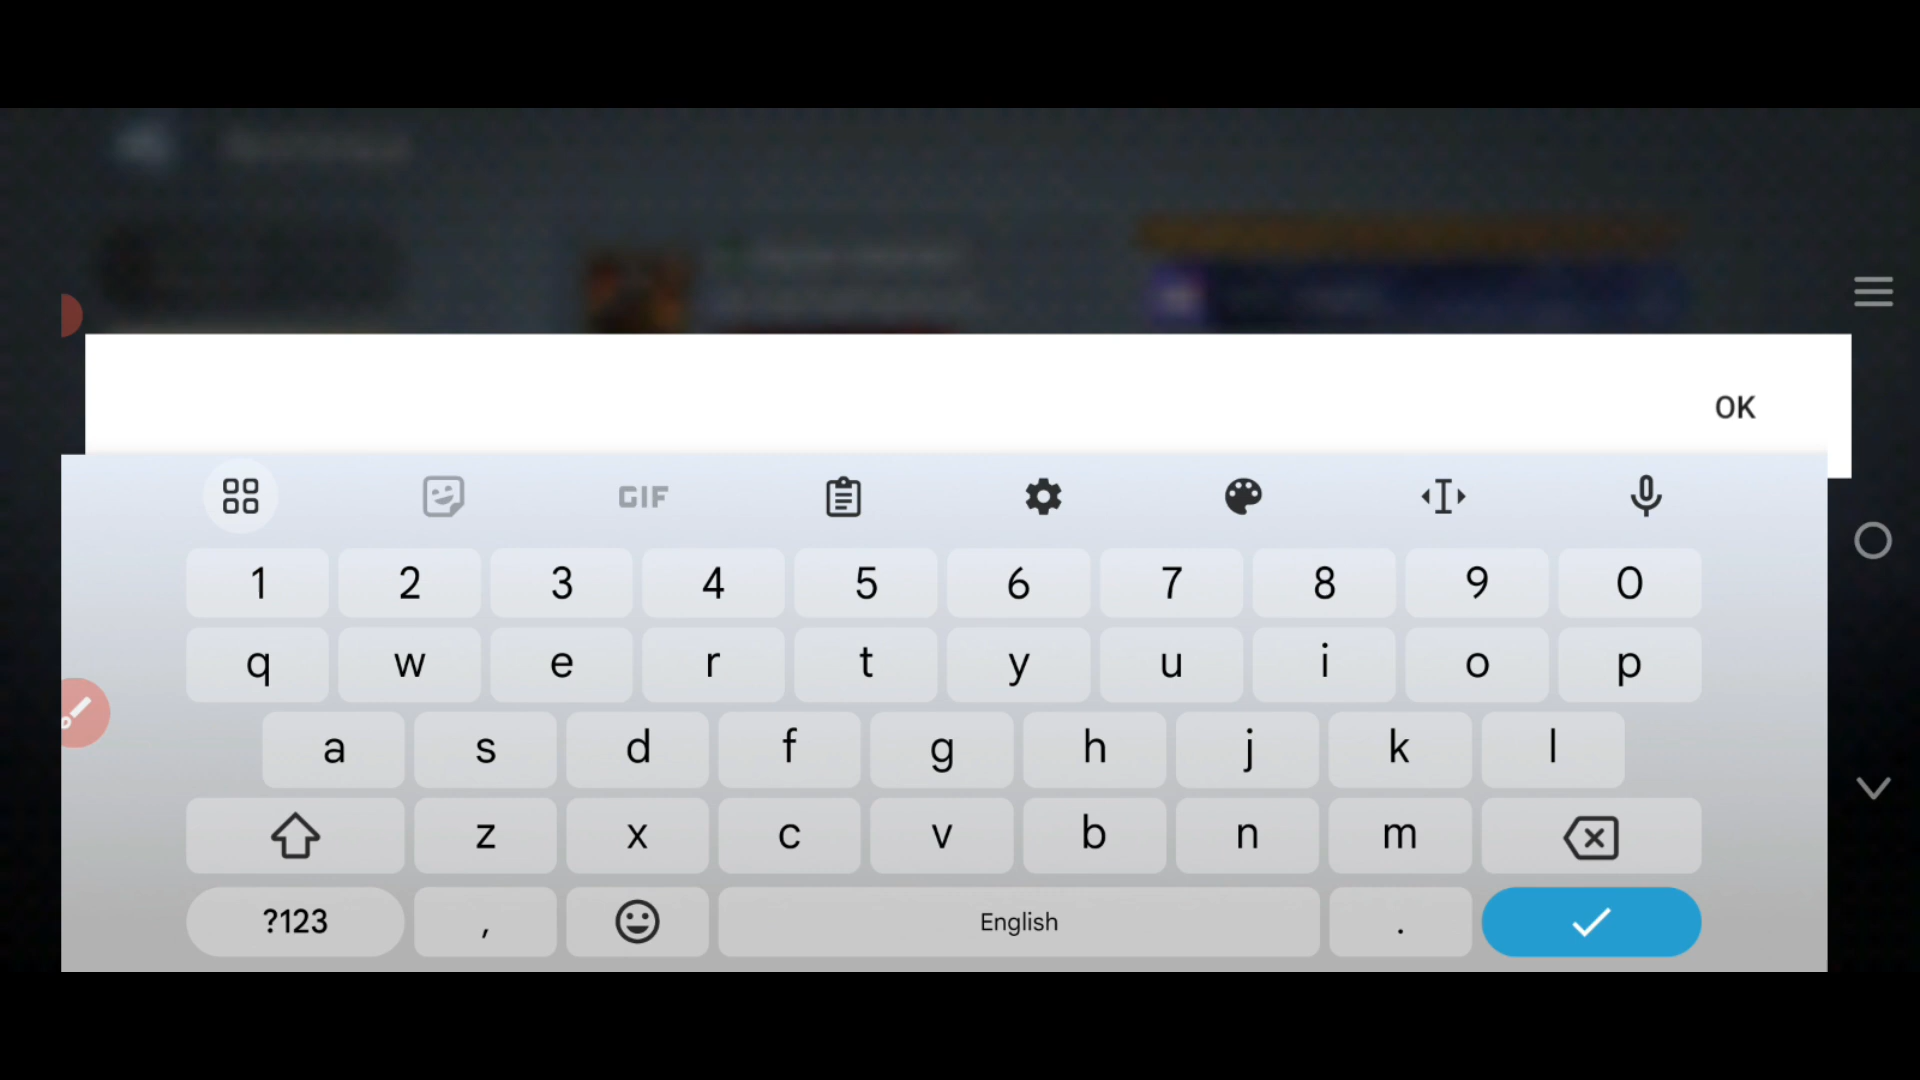 OK
GIF
1 2 3 4 5 6 7 8 9 0
q w e r t y u i o p
a s d f g h j k l
z x c v b n m
?123 , English .